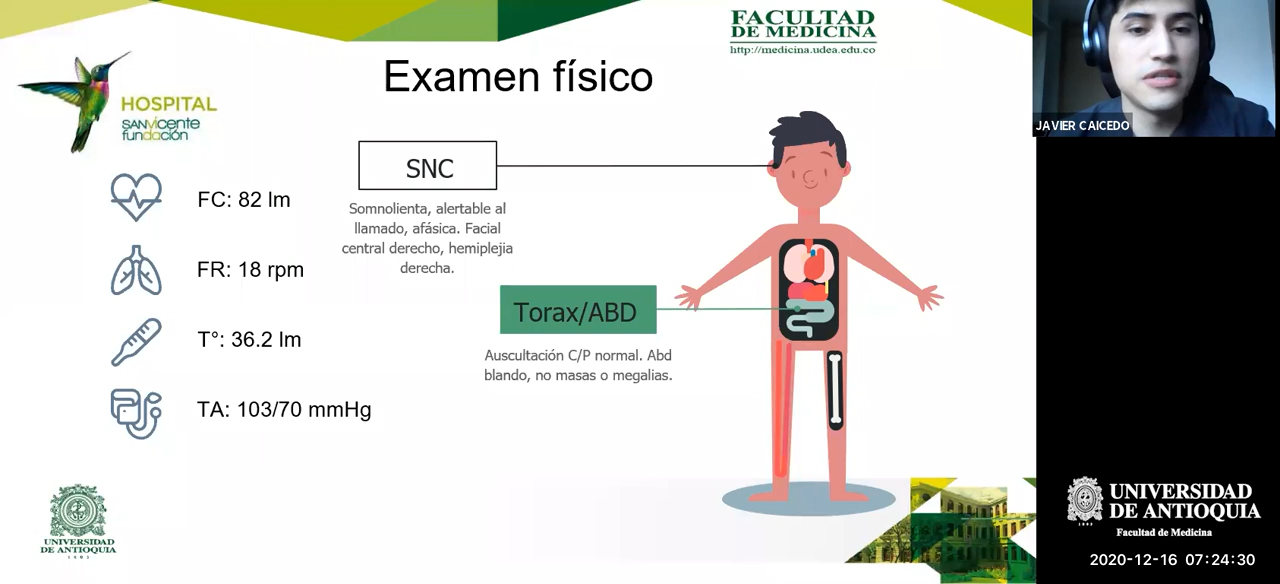 FACULTAD
DE MEDICINA
http://medicina.udea.edu.co
JAVIER CAICEDO
Examen físico
HOSPITAL
SANvicente
fundación
SNC
Somnolienta, alertable al
llamado, afásica. Facial
central derecho, hemiplejia
derecha.
FC: 82 lm
FR: 18 rpm
T°: 36.2 lm
TA: 103/70 mmHg
Torax/ABD
Auscultación C/P normal. Abd
blando, no masas o megalias.
UNIVERSIDAD
DE ANTIOQUIA
1803
UNIVERSIDAD
DE ANTIOQUIA
1803
Facultad de Medicina
2020-12-16 07:24:30